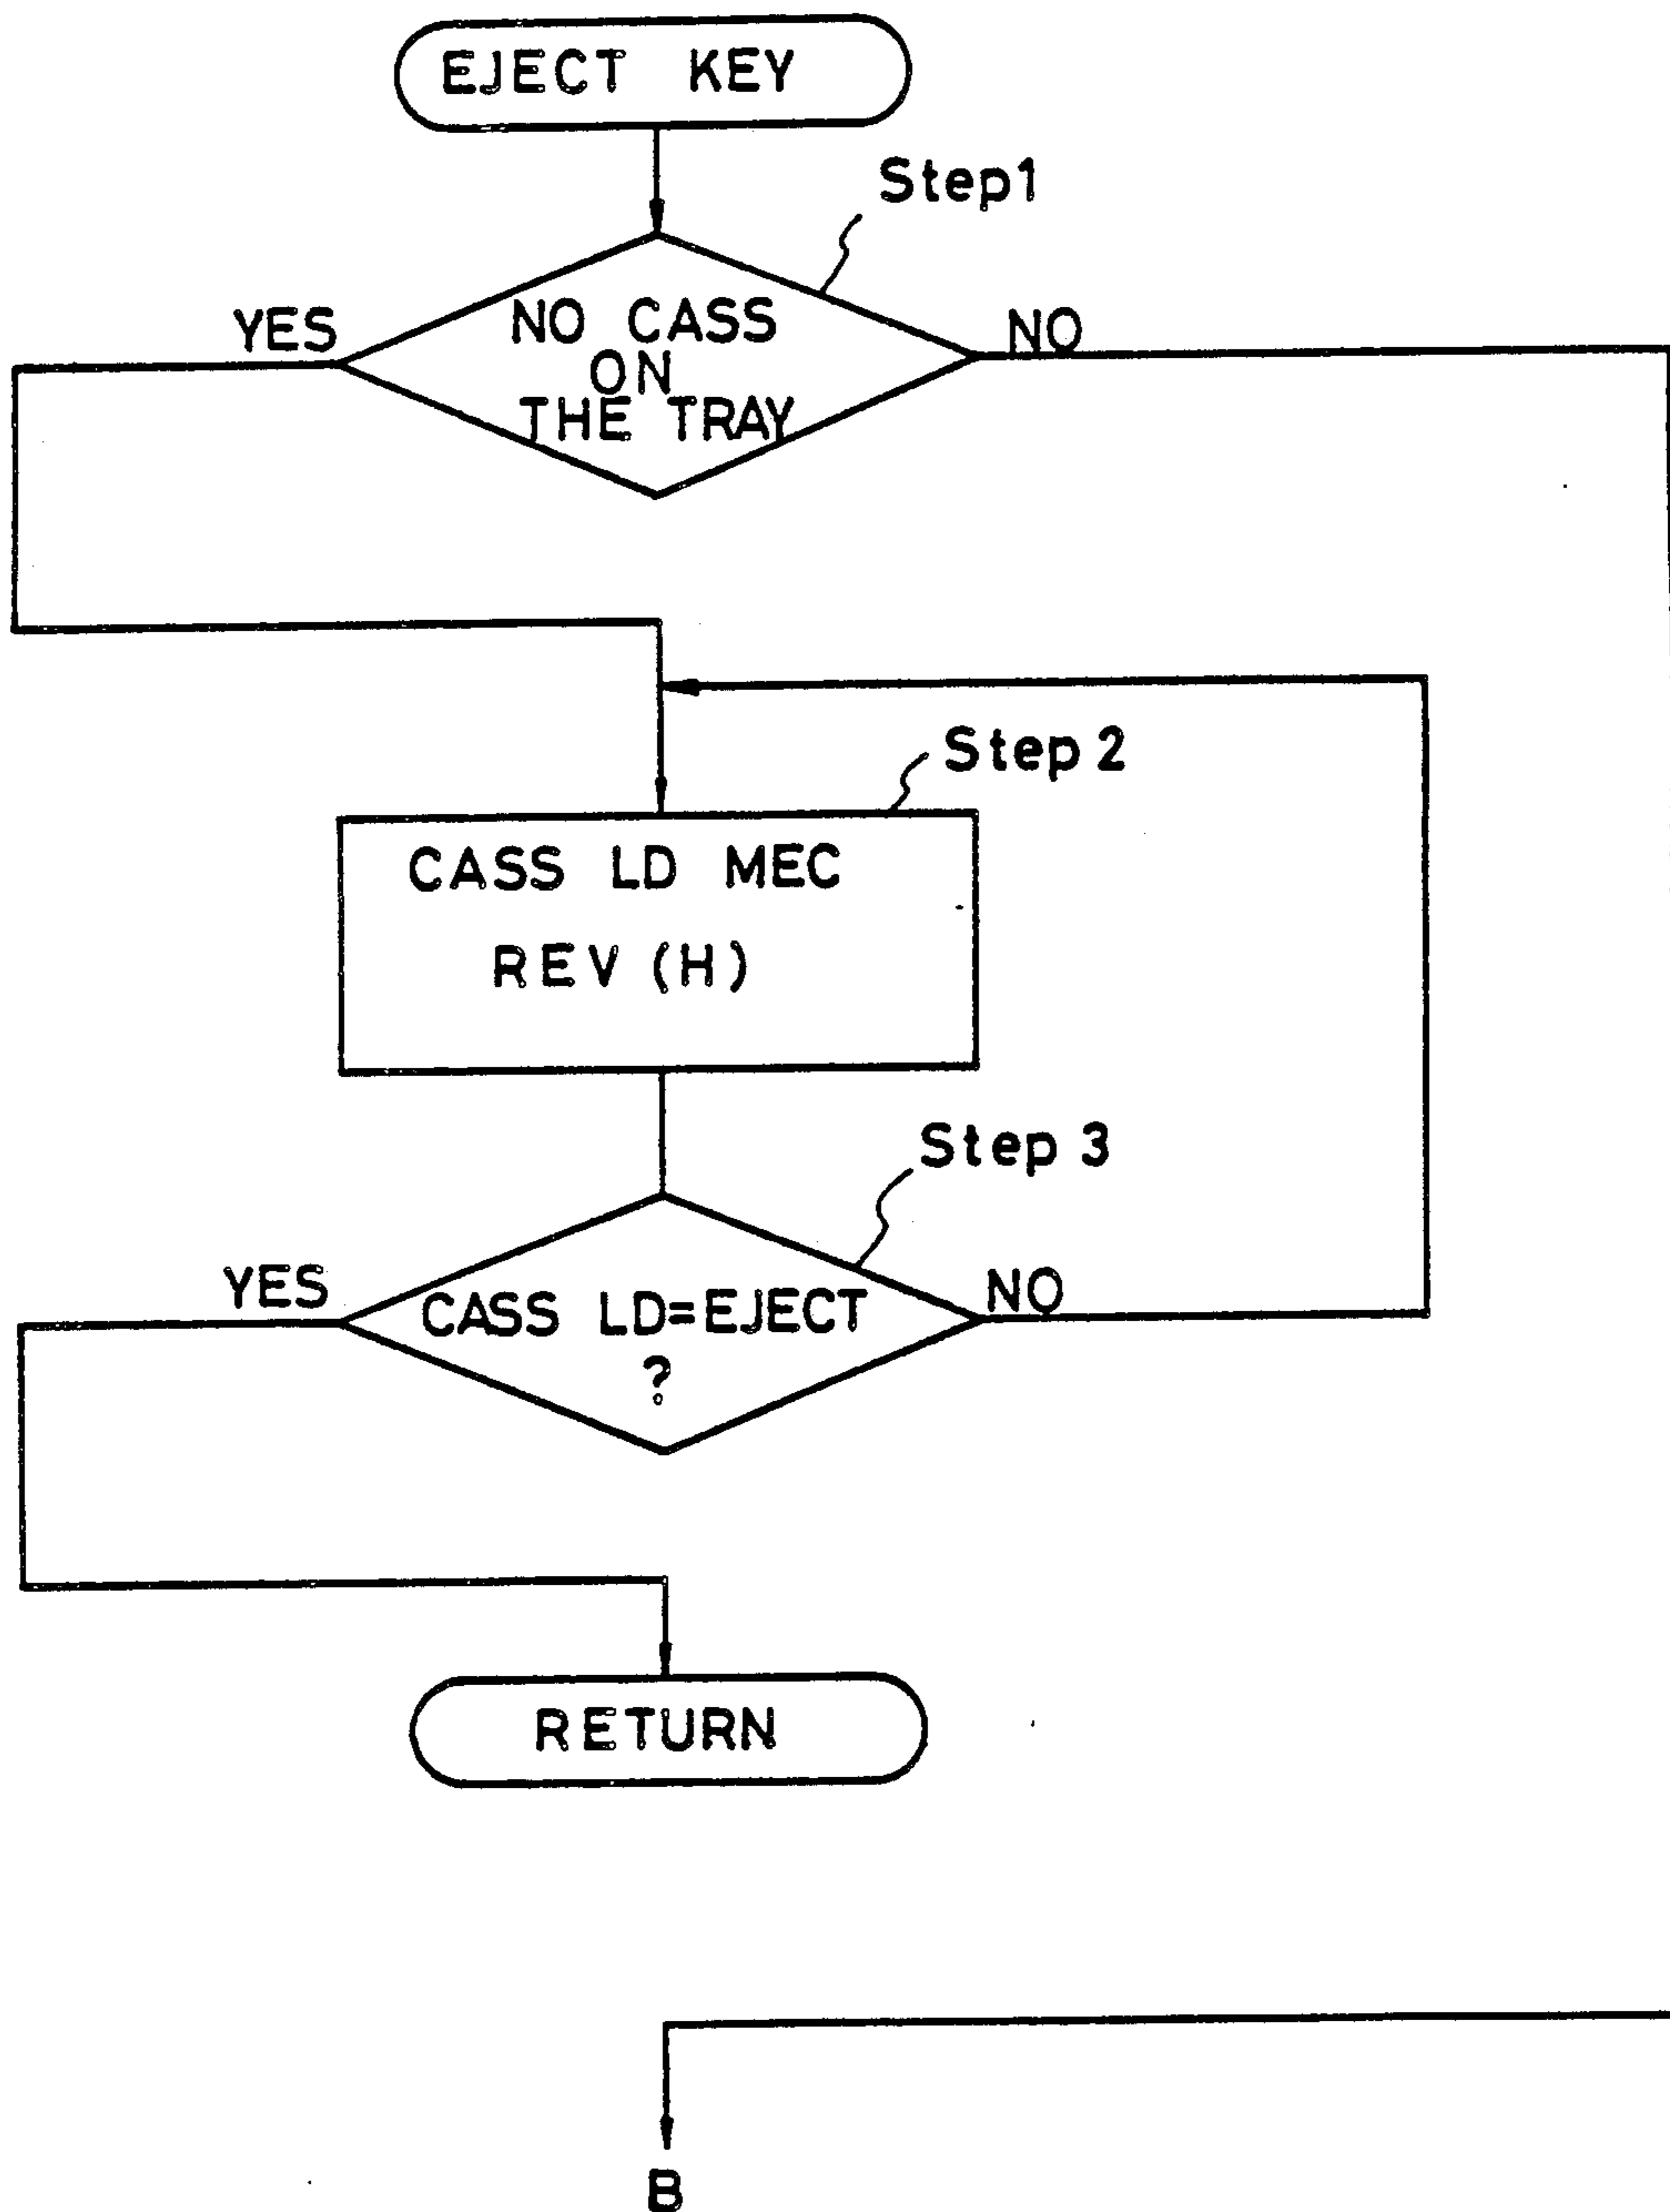 EJECT KEY
Step1
YES
NO CASS
NO
ON
THE TRAY
Step 2
CASS LD MEC
REV (H)
Step 3
YES
CASS LD=EJECT
NO
?
RETURN
B